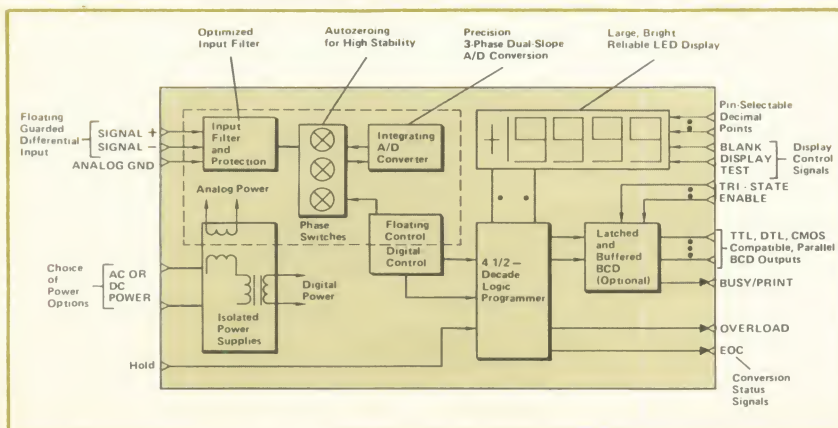 Optimized
Input Filter
Autozeroing
for High Stability
Precision
3-Phase Dual-Slope
A/D Conversion
Large, Bright
Reliable LED Display
Floating
Guarded
Differential
Input
SIGNAL +
SIGNAL −
ANALOG GND
Input
Filter
and
Protection
Integrating
A/D
Converter
Phase
Switches
Analog Power
Floating Control
Digital
Control
Choice
of
Power
Options
AC OR
DC
POWER
Digital
Power
Isolated
Power
Supplies
Hold
4 1/2 −
Decade
Logic
Programmer
Latched
and
Buffered
BCD
(Optional)
Pin-Selectable
Decimal
Points
BLANK
DISPLAY
TEST
Display
Control
Signals
TRI-STATE
ENABLE
TTL, DTL, CMOS
Compatible, Parallel
BCD Outputs
BUSY/PRINT
OVERLOAD
EOC
Conversion
Status
Signals